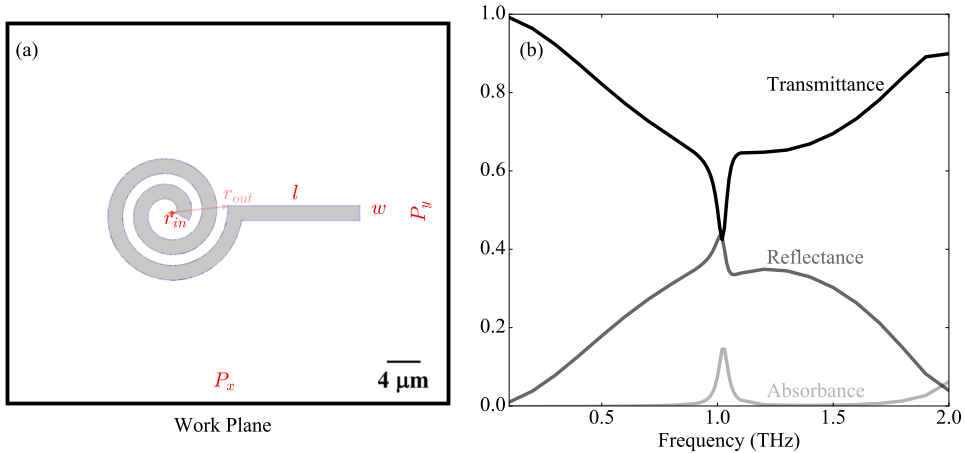 (a)
r_out
l
w
P_y
r_in
4 μm
P_x
Work Plane
(b)
1.0
0.8
0.6
0.4
0.2
0.0
Transmittance
Reflectance
Absorbance
0.5 1.0 1.5 2.0
Frequency (THz)